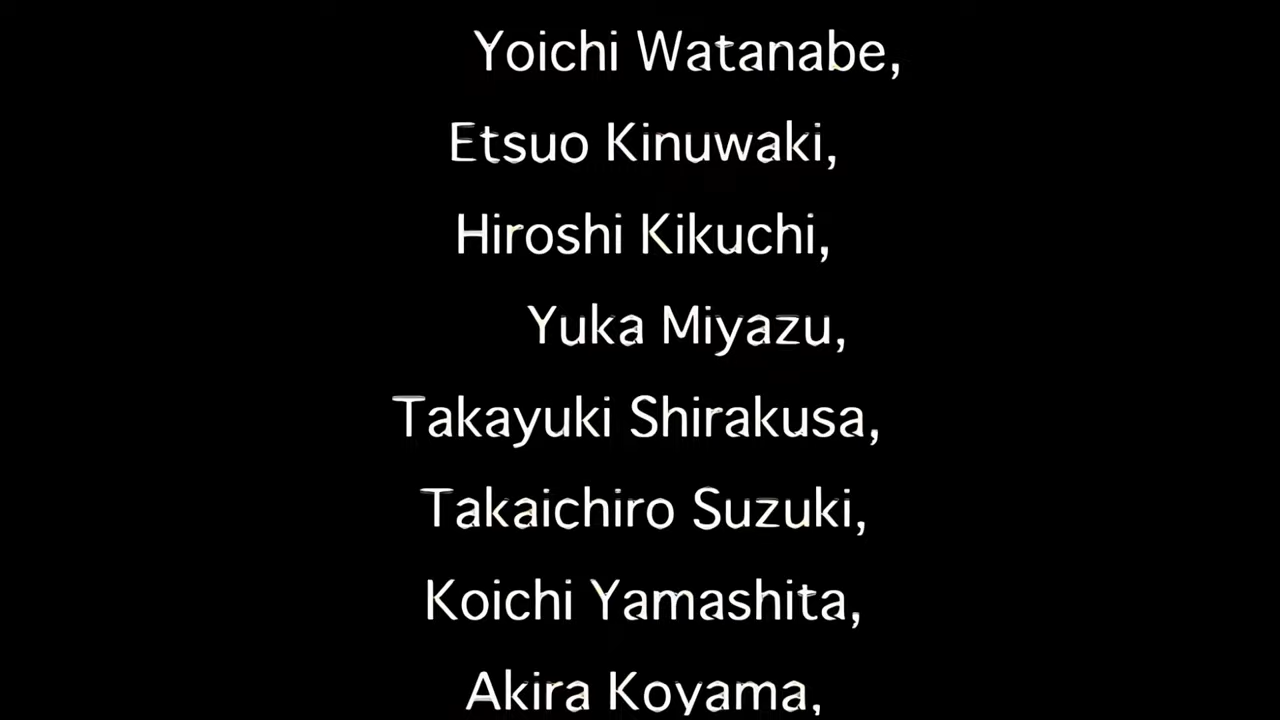 Yoichi Watanabe,
Etsuo Kinuwaki,
Hiroshi Kikuchi,
Yuka Miyazu,
Takayuki Shirakusa,
Takaichiro Suzuki,
Koichi Yamashita,
Akira Koyama,